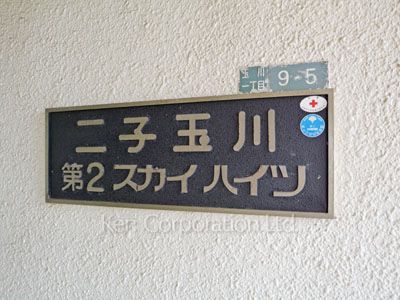 玉川
一丁目 9-5
二子玉川
第2スカイハイツ
Ken Corporation Ltd.